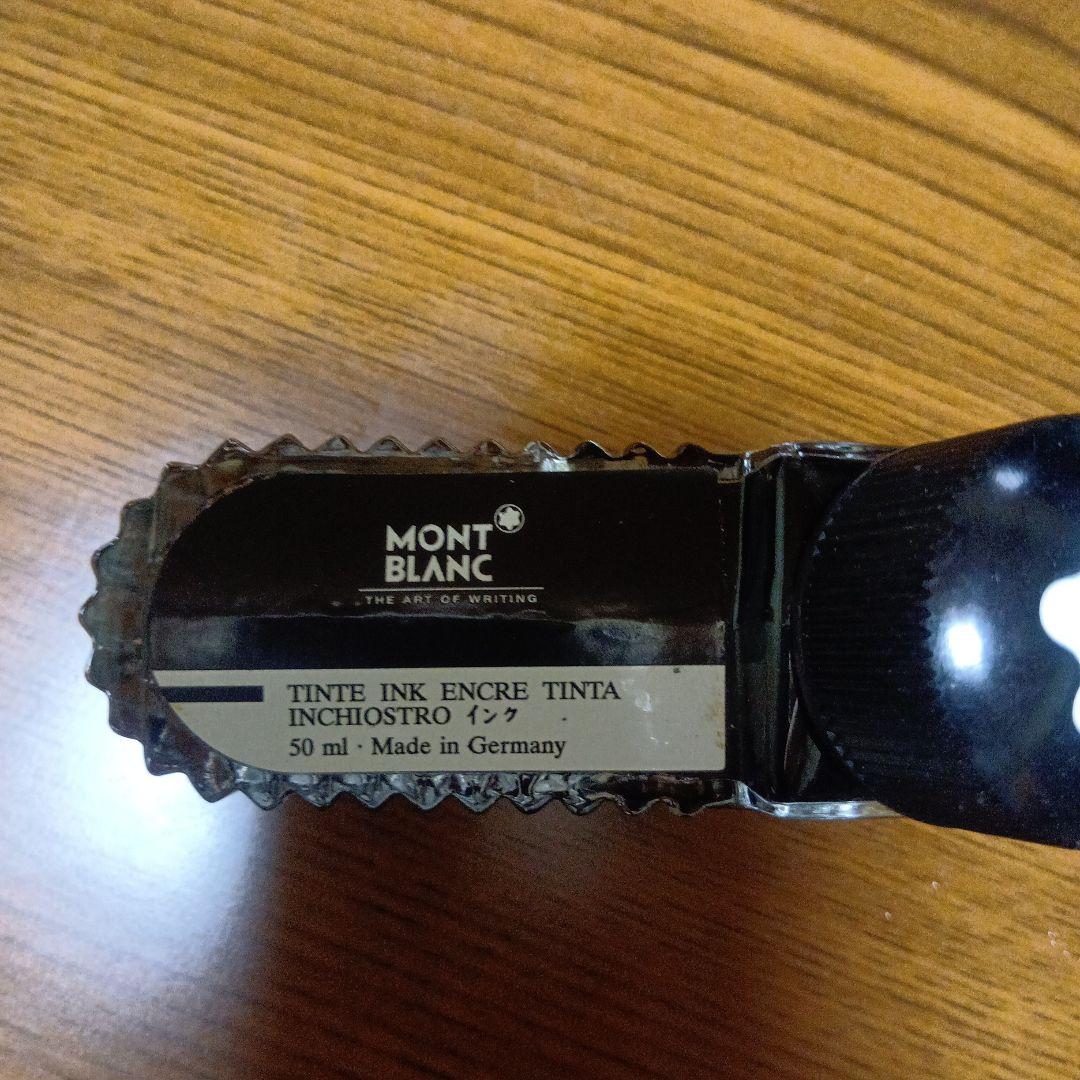 MONT
BLANC
THE ART OF WRITING
TINTE INK ENCRE TINTA
INCHIOSTRO インク
50 ml · Made in Germany